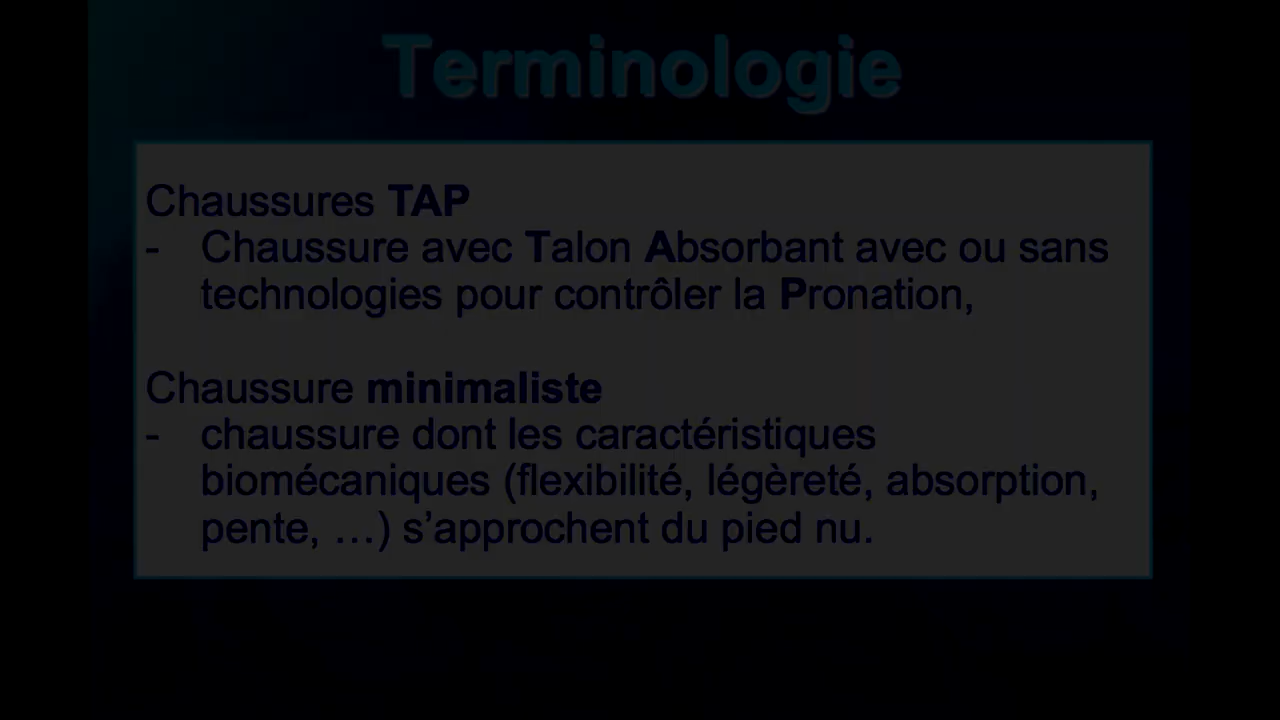 Terminologie
Chaussures TAP
- Chaussure avec Talon Absorbant avec ou sans
technologies pour contrôler la Pronation,
Chaussure minimaliste
- chaussure dont les caractéristiques
biomécaniques (flexibilité, légèreté, absorption,
pente, …) s’approchent du pied nu.